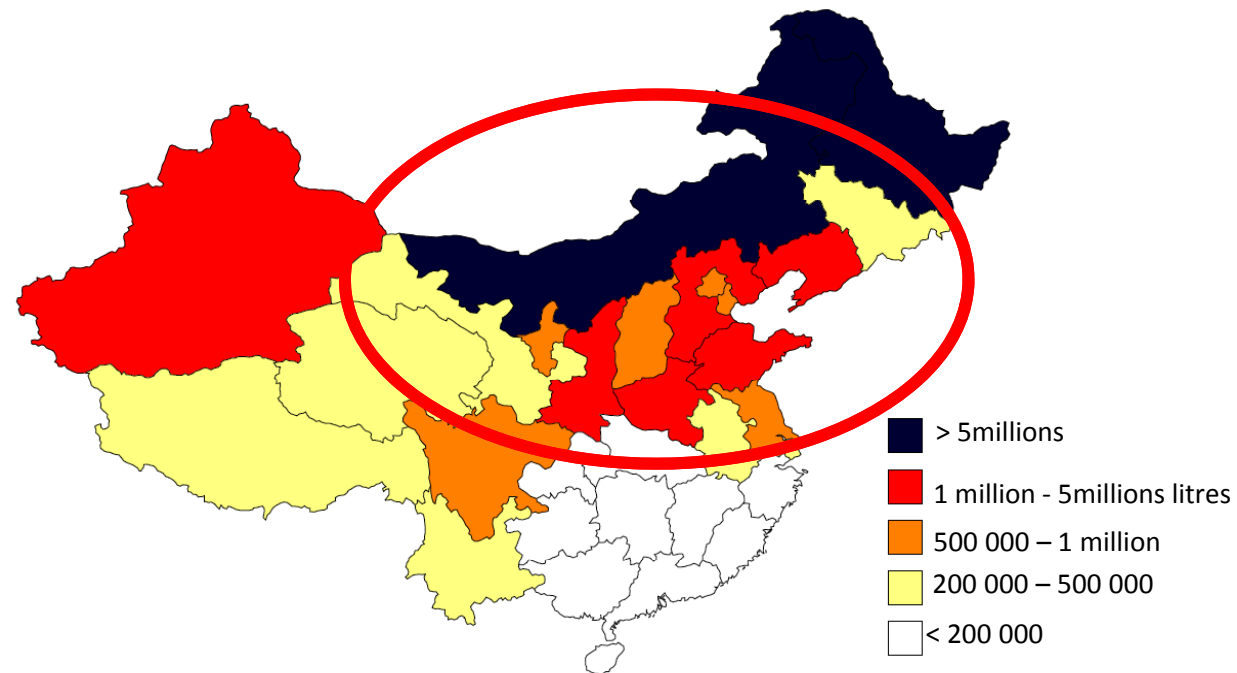 > 5millions
1 million - 5millions litres
500 000 – 1 million
200 000 – 500 000
< 200 000